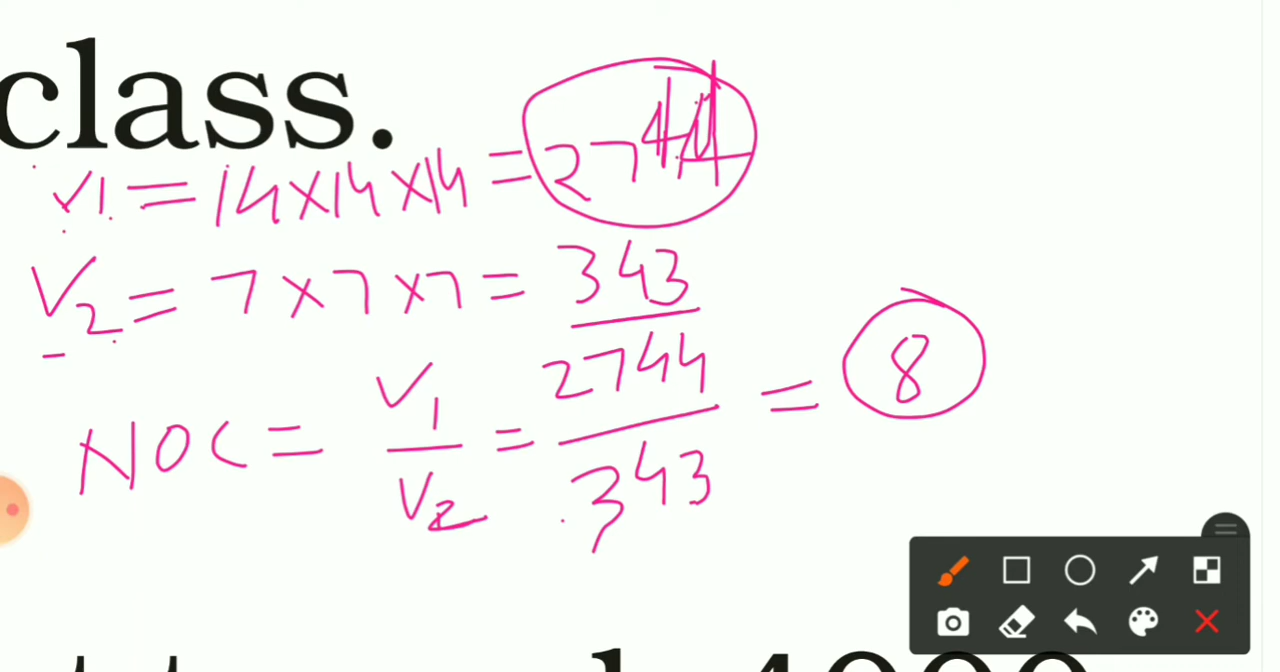 class.
V1 = 14×14×14 = 2744
V2 = 7×7×7 = 343
NOC = V1/V2 = 2744/343 = 8